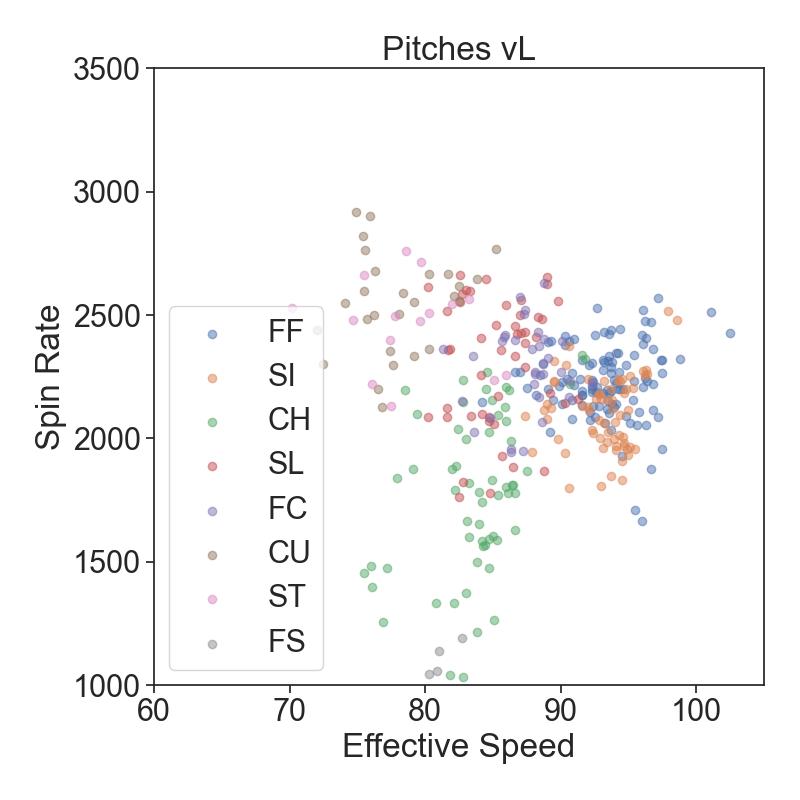 Pitches vL
3500
3000
2500
2000
1500
1000
Spin Rate
FF
SI
CH
SL
FC
CU
ST
FS
60 70 80 90 100
Effective Speed